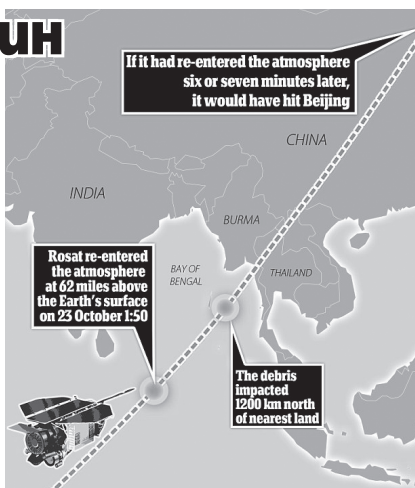 UH
If it had re-entered the atmosphere
six or seven minutes later,
it would have hit Beijing
CHINA
INDIA
BURMA
Rosat re-entered
the atmosphere
at 62 miles above
the Earth's surface
on 23 October 1:50
BAY OF
BENGAL
THAILAND
The debris
impacted
1200 km north
of nearest land